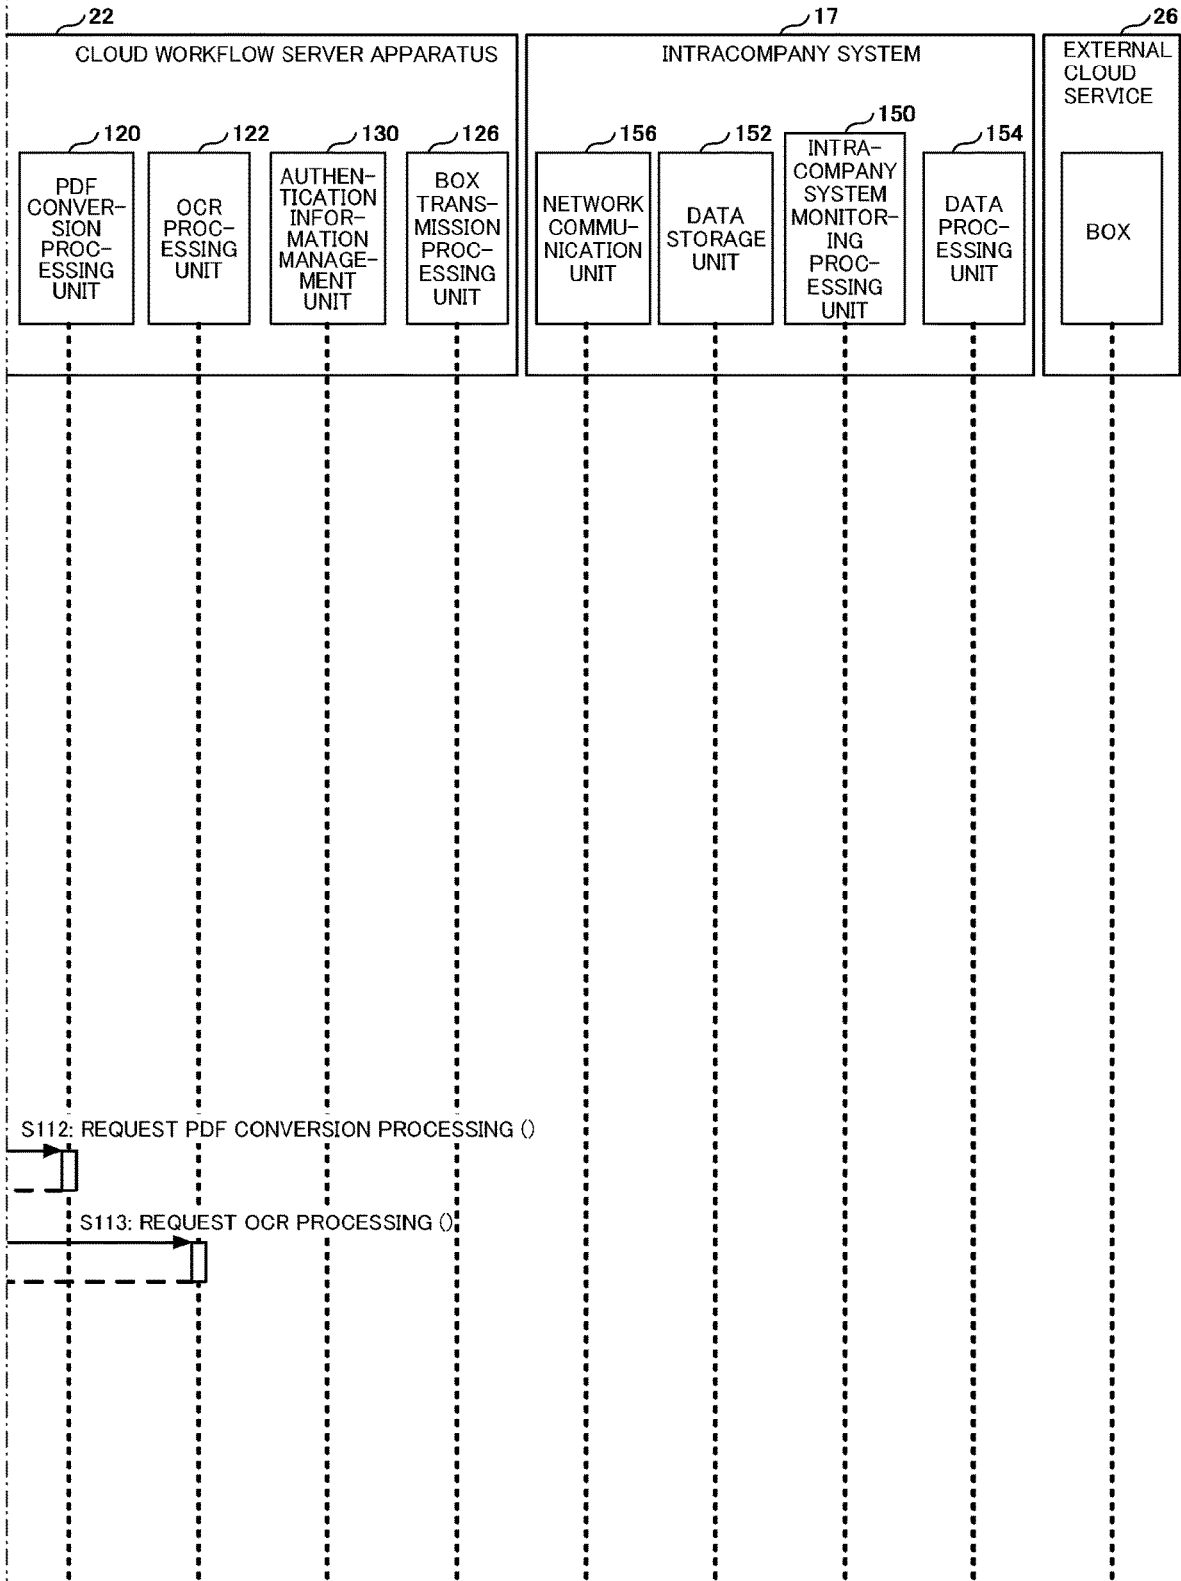 22
17
26
CLOUD WORKFLOW SERVER APPARATUS
INTRACOMPANY SYSTEM
EXTERNAL
CLOUD
SERVICE
120
122
130
126
156
152
150
154
PDF
CONVER-
SION
PROC-
ESSING
UNIT
OCR
PROC-
ESSING
UNIT
AUTHEN-
TICATION
INFOR-
MATION
MANAGE-
MENT
UNIT
BOX
TRANS-
MISSION
PROC-
ESSING
UNIT
NETWORK
COMMU-
NICATION
UNIT
DATA
STORAGE
UNIT
INTRA-
COMPANY
SYSTEM
MONITOR-
ING
PROC-
ESSING
UNIT
DATA
PROC-
ESSING
UNIT
BOX
S112: REQUEST PDF CONVERSION PROCESSING ()
S113: REQUEST OCR PROCESSING ()